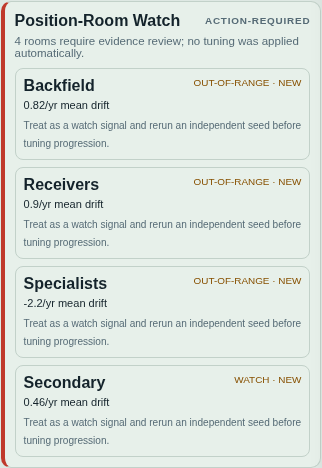 Position-Room Watch ACTION-REQUIRED
4 rooms require evidence review; no tuning was applied
automatically.
Backfield OUT-OF-RANGE · NEW
0.82/yr mean drift
Treat as a watch signal and rerun an independent seed before
tuning progression.
Receivers OUT-OF-RANGE · NEW
0.9/yr mean drift
Treat as a watch signal and rerun an independent seed before
tuning progression.
Specialists OUT-OF-RANGE · NEW
-2.2/yr mean drift
Treat as a watch signal and rerun an independent seed before
tuning progression.
Secondary WATCH · NEW
0.46/yr mean drift
Treat as a watch signal and rerun an independent seed before
tuning progression.